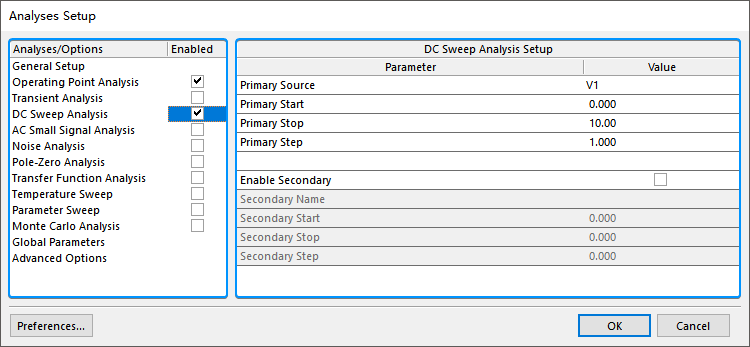 Analyses Setup
Analyses/Options Enabled
General Setup
Operating Point Analysis
Transient Analysis
DC Sweep Analysis
AC Small Signal Analysis
Noise Analysis
Pole-Zero Analysis
Transfer Function Analysis
Temperature Sweep
Parameter Sweep
Monte Carlo Analysis
Global Parameters
Advanced Options
DC Sweep Analysis Setup
Parameter Value
Primary Source V1
Primary Start 0.000
Primary Stop 10.00
Primary Step 1.000
Enable Secondary
Secondary Name
Secondary Start 0.000
Secondary Stop 0.000
Secondary Step 0.000
Preferences... OK Cancel